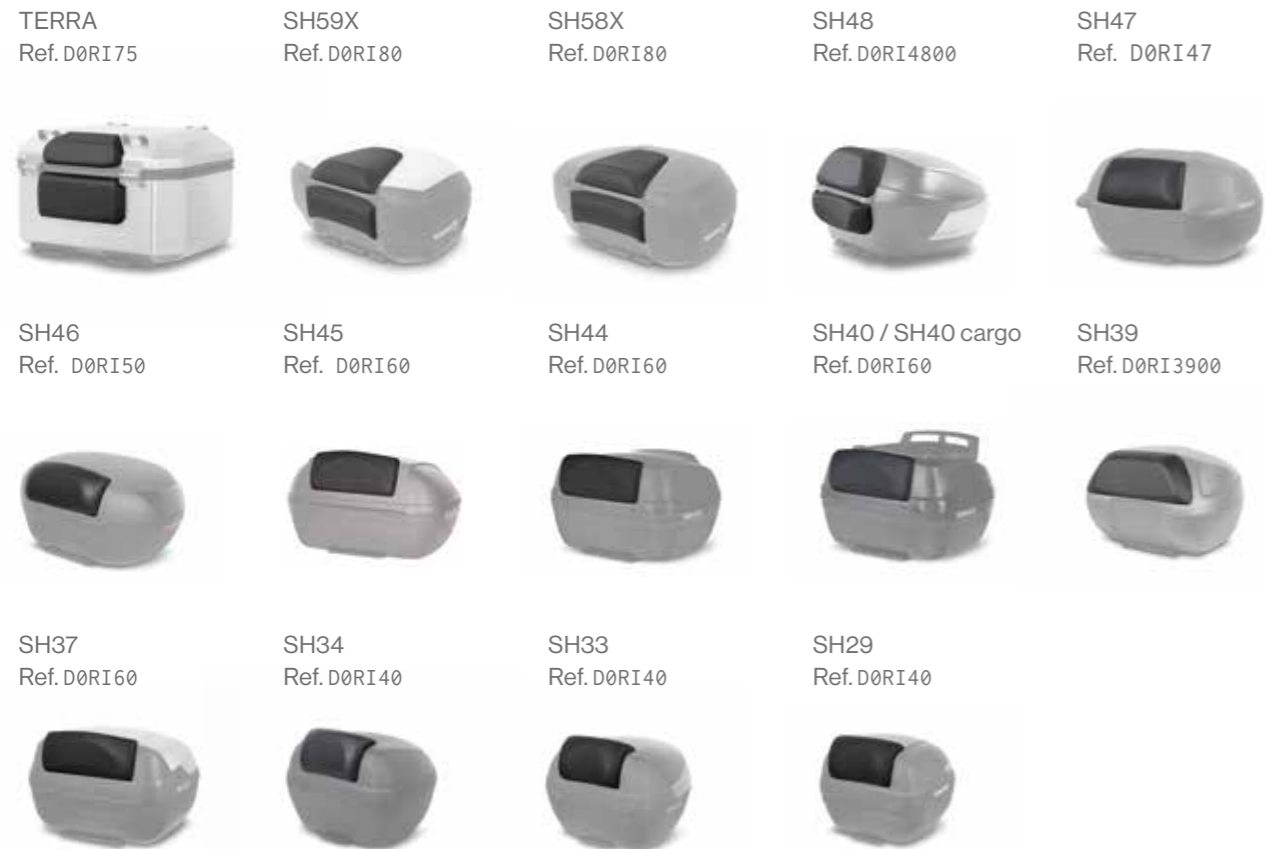 TERRA
Ref. D0RI75
SH59X
Ref. D0RI80
SH58X
Ref. D0RI80
SH48
Ref. D0RI4800
SH47
Ref. D0RI47
SH46
Ref. D0RI50
SH45
Ref. D0RI60
SH44
Ref. D0RI60
SH40 / SH40 cargo
Ref. D0RI60
SH39
Ref. D0RI3900
SH37
Ref. D0RI60
SH34
Ref. D0RI40
SH33
Ref. D0RI40
SH29
Ref. D0RI40